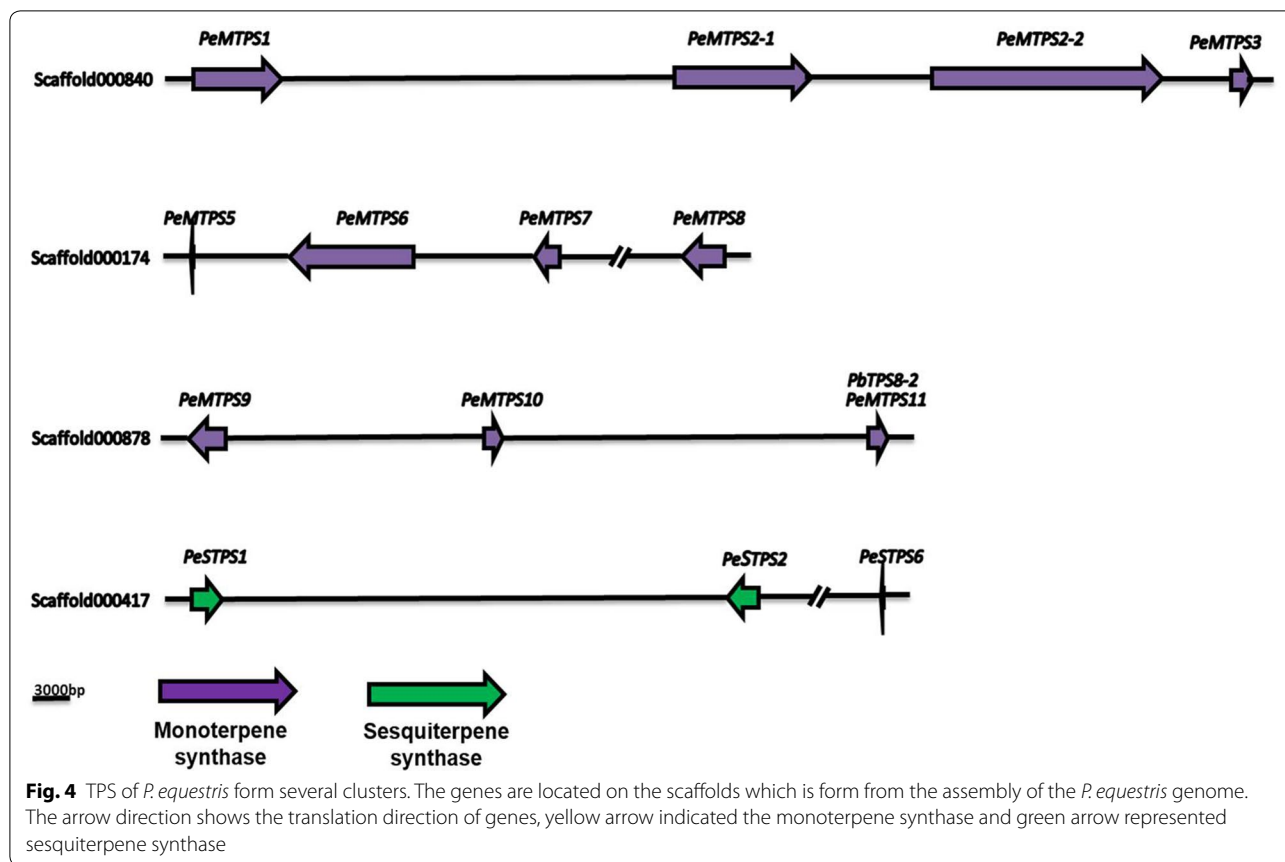 PeMTPS1 PeMTPS2-1 PeMTPS2-2 PeMTPS3
Scaffold000840
PeMTPS5 PeMTPS6 PeMTPS7 PeMTPS8
Scaffold000174
PbTPS8-2
PeMTPS9 PeMTPS10 PeMTPS11
Scaffold000878
PeSTPS1 PeSTPS2 PeSTPS6
Scaffold000417
3000bp
Monoterpene synthase
Sesquiterpene synthase
Fig. 4 TPS of P. equestris form several clusters. The genes are located on the scaffolds which is form from the assembly of the P. equestris genome.
The arrow direction shows the translation direction of genes, yellow arrow indicated the monoterpene synthase and green arrow represented
sesquiterpene synthase